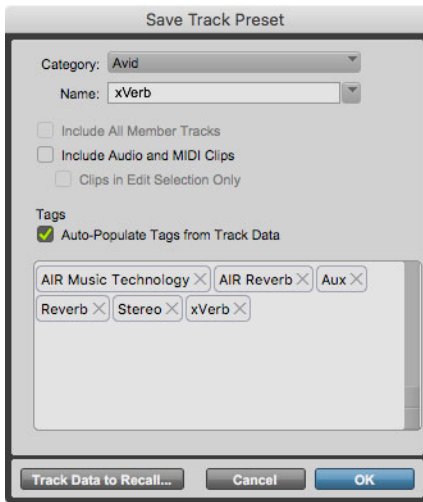 Save Track Preset
Category: Avid
Name: xVerb
Include All Member Tracks
Include Audio and MIDI Clips
Clips in Edit Selection Only
Tags
Auto-Populate Tags from Track Data
AIR Music Technology AIR Reverb Aux
Reverb Stereo xVerb
Track Data to Recall... Cancel OK